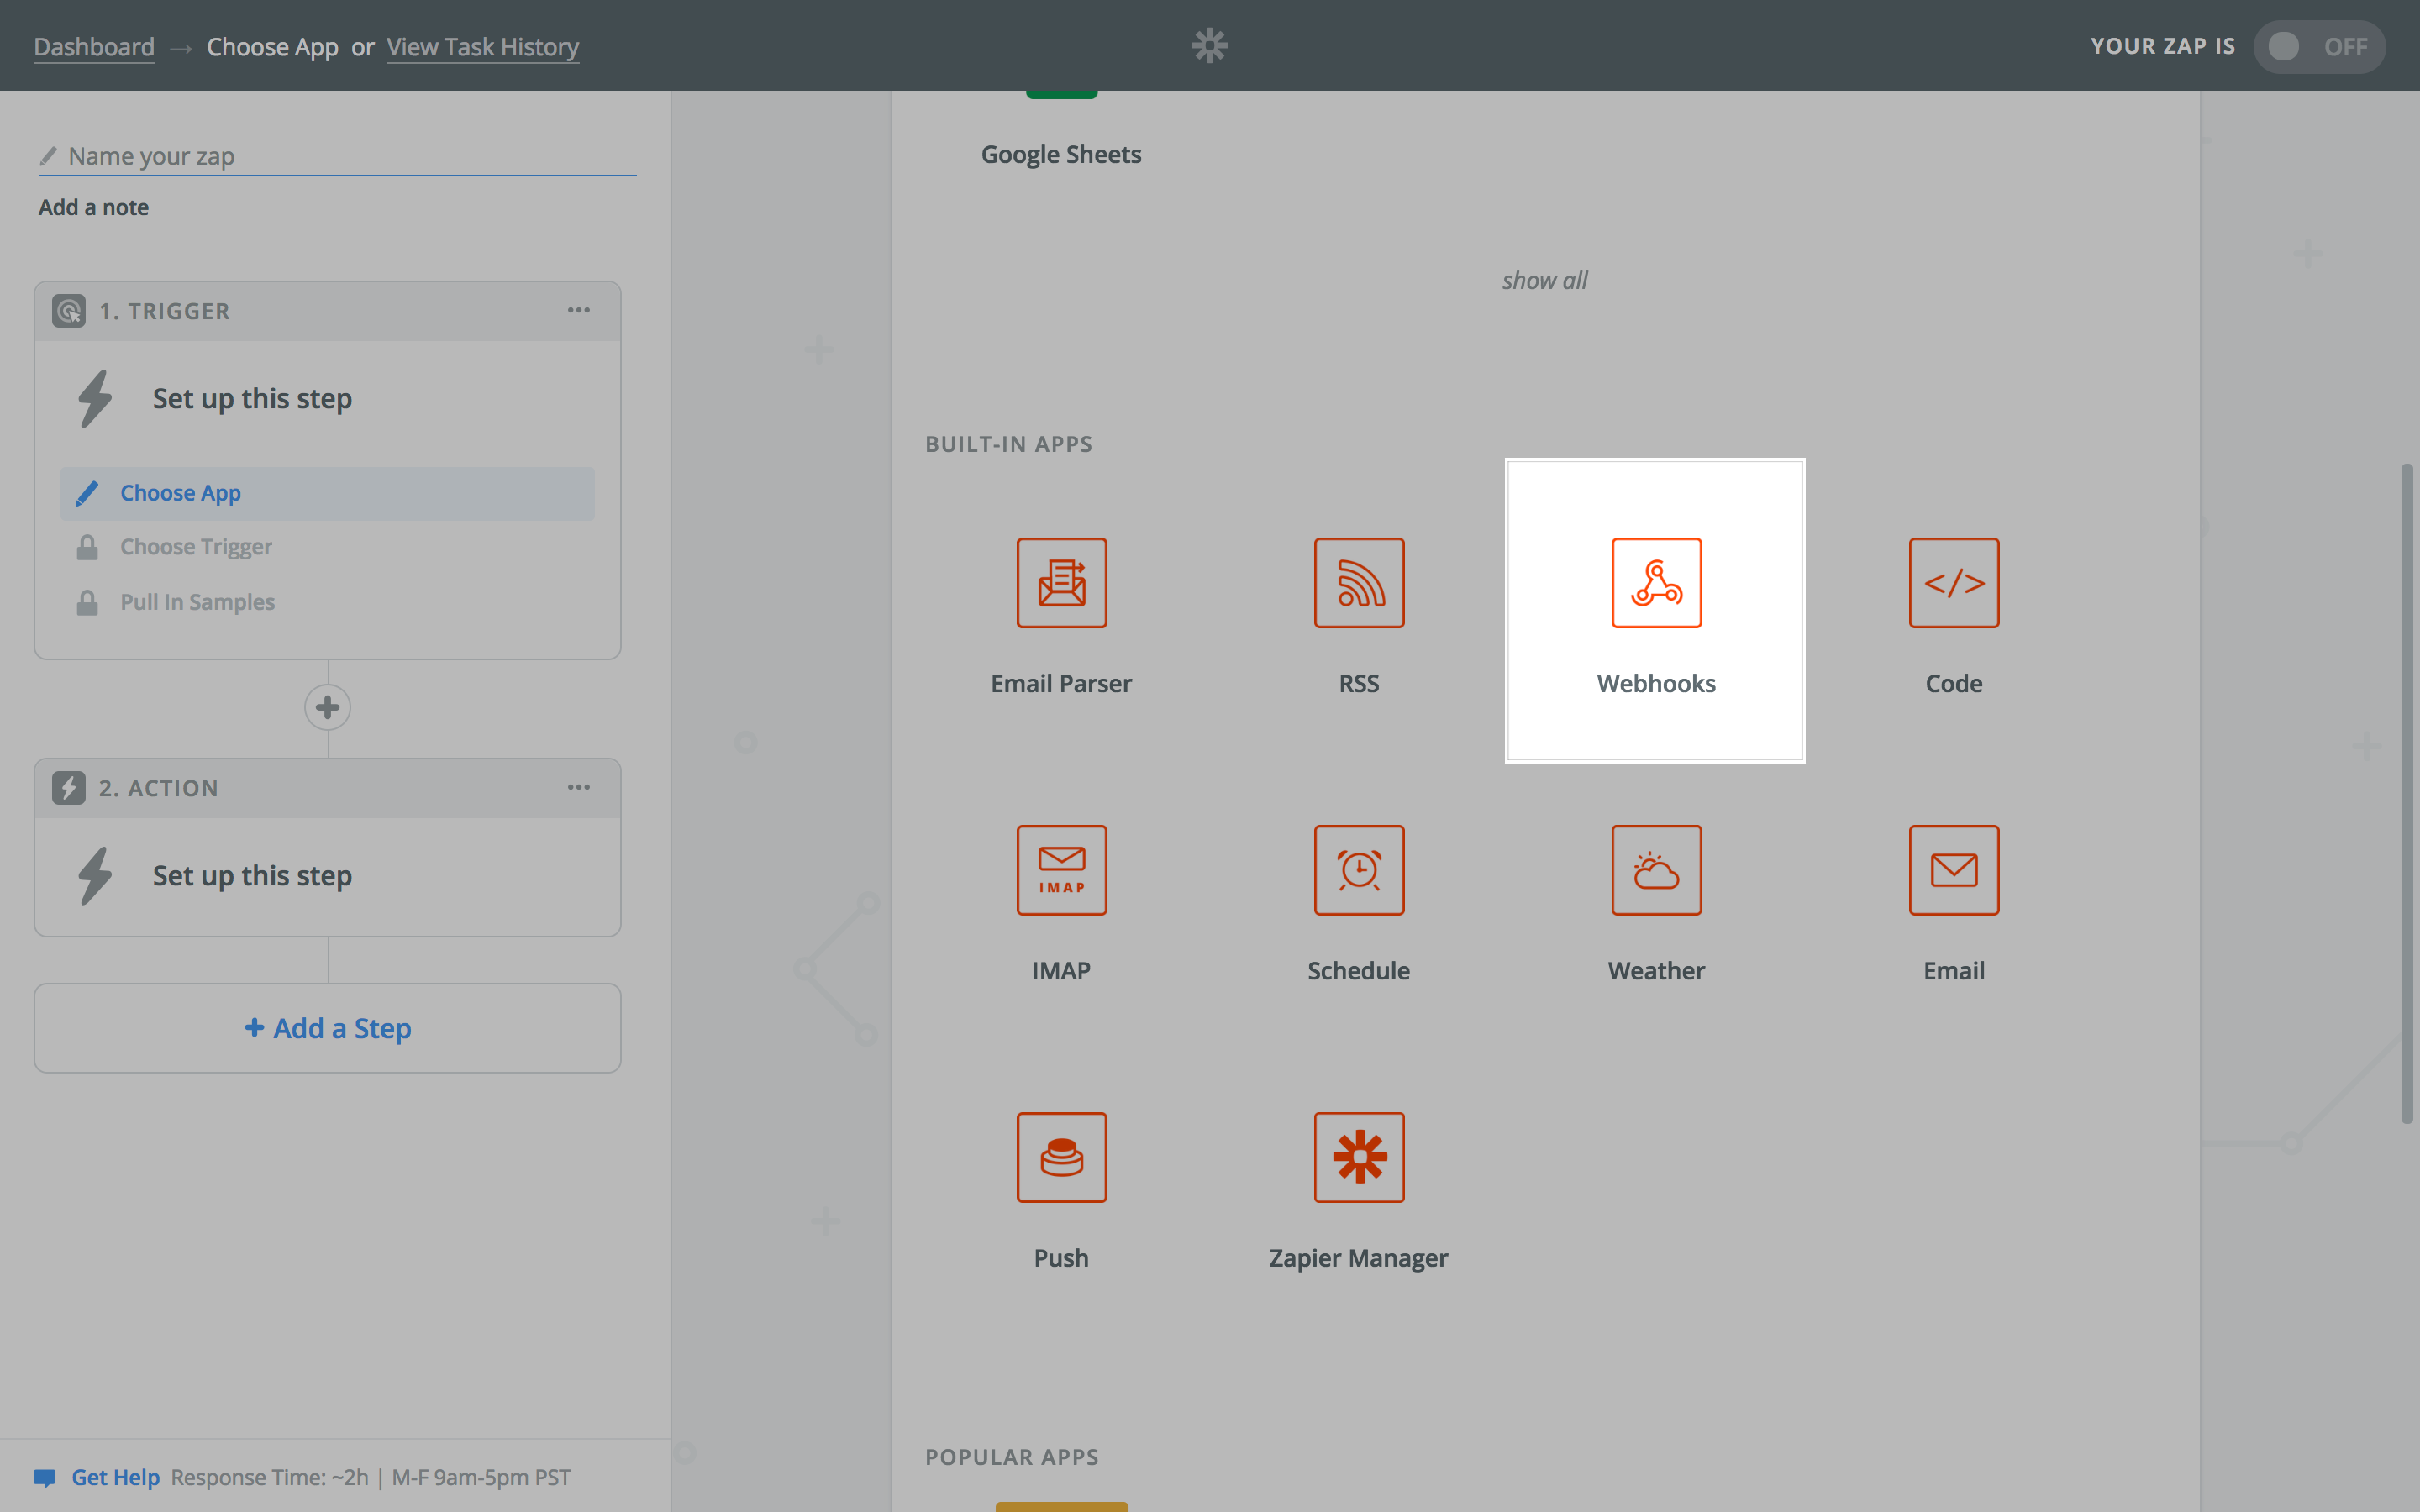 Dashboard → Choose App or View Task History
YOUR ZAP IS OFF
Name your zap
Add a note
1. TRIGGER
Set up this step
Choose App
Choose Trigger
Pull In Samples
2. ACTION
Set up this step
+ Add a Step
Get Help Response Time: ~2h | M-F 9am-5pm PST
Google Sheets
show all
BUILT-IN APPS
Email Parser
RSS
Webhooks
</>
Code
IMAP
IMAP
Schedule
Weather
Email
Push
Zapier Manager
POPULAR APPS